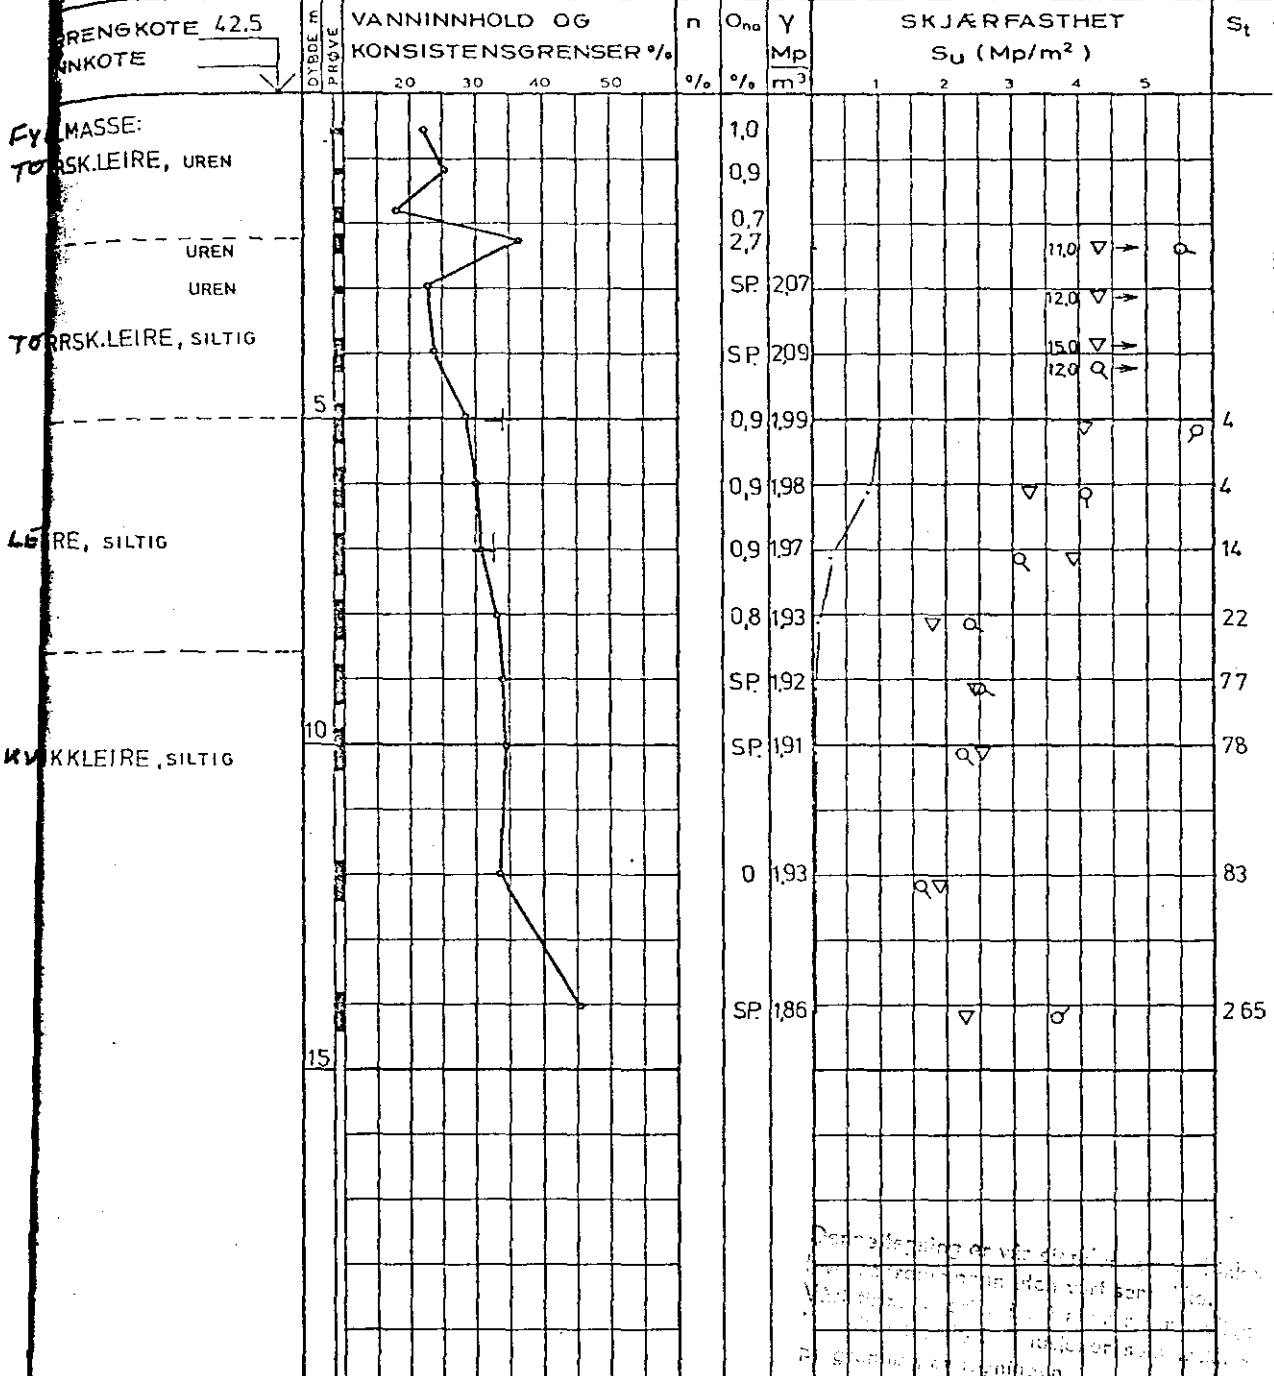 RENGKOTE 42.5
NKOTE
DYBDE m
PRØVE
VANNINNHOLD OG
KONSISTENSGRENSER %
20 30 40 50
n
%
Ona
%
γ
Mp
m³
SKJÆRFASTHET
Su (Mp/m²)
1 2 3 4 5
St
FYLLMASSE: 1,0
TØRSK.LEIRE, UREN 0,9
0,7
UREN 2,7 11,0
UREN SP. 2,07 12,0
TØRRSK.LEIRE, SILTIG SP. 2,09 15,0
12,0
5 0,9 1,99 4
0,9 1,98 4
LEIRE, SILTIG 0,9 1,97 14
0,8 1,93 22
SP. 1,92 77
10
KVIKKLEIRE, SILTIG SP. 1,91 78
0 1,93 83
SP. 1,86 265
15